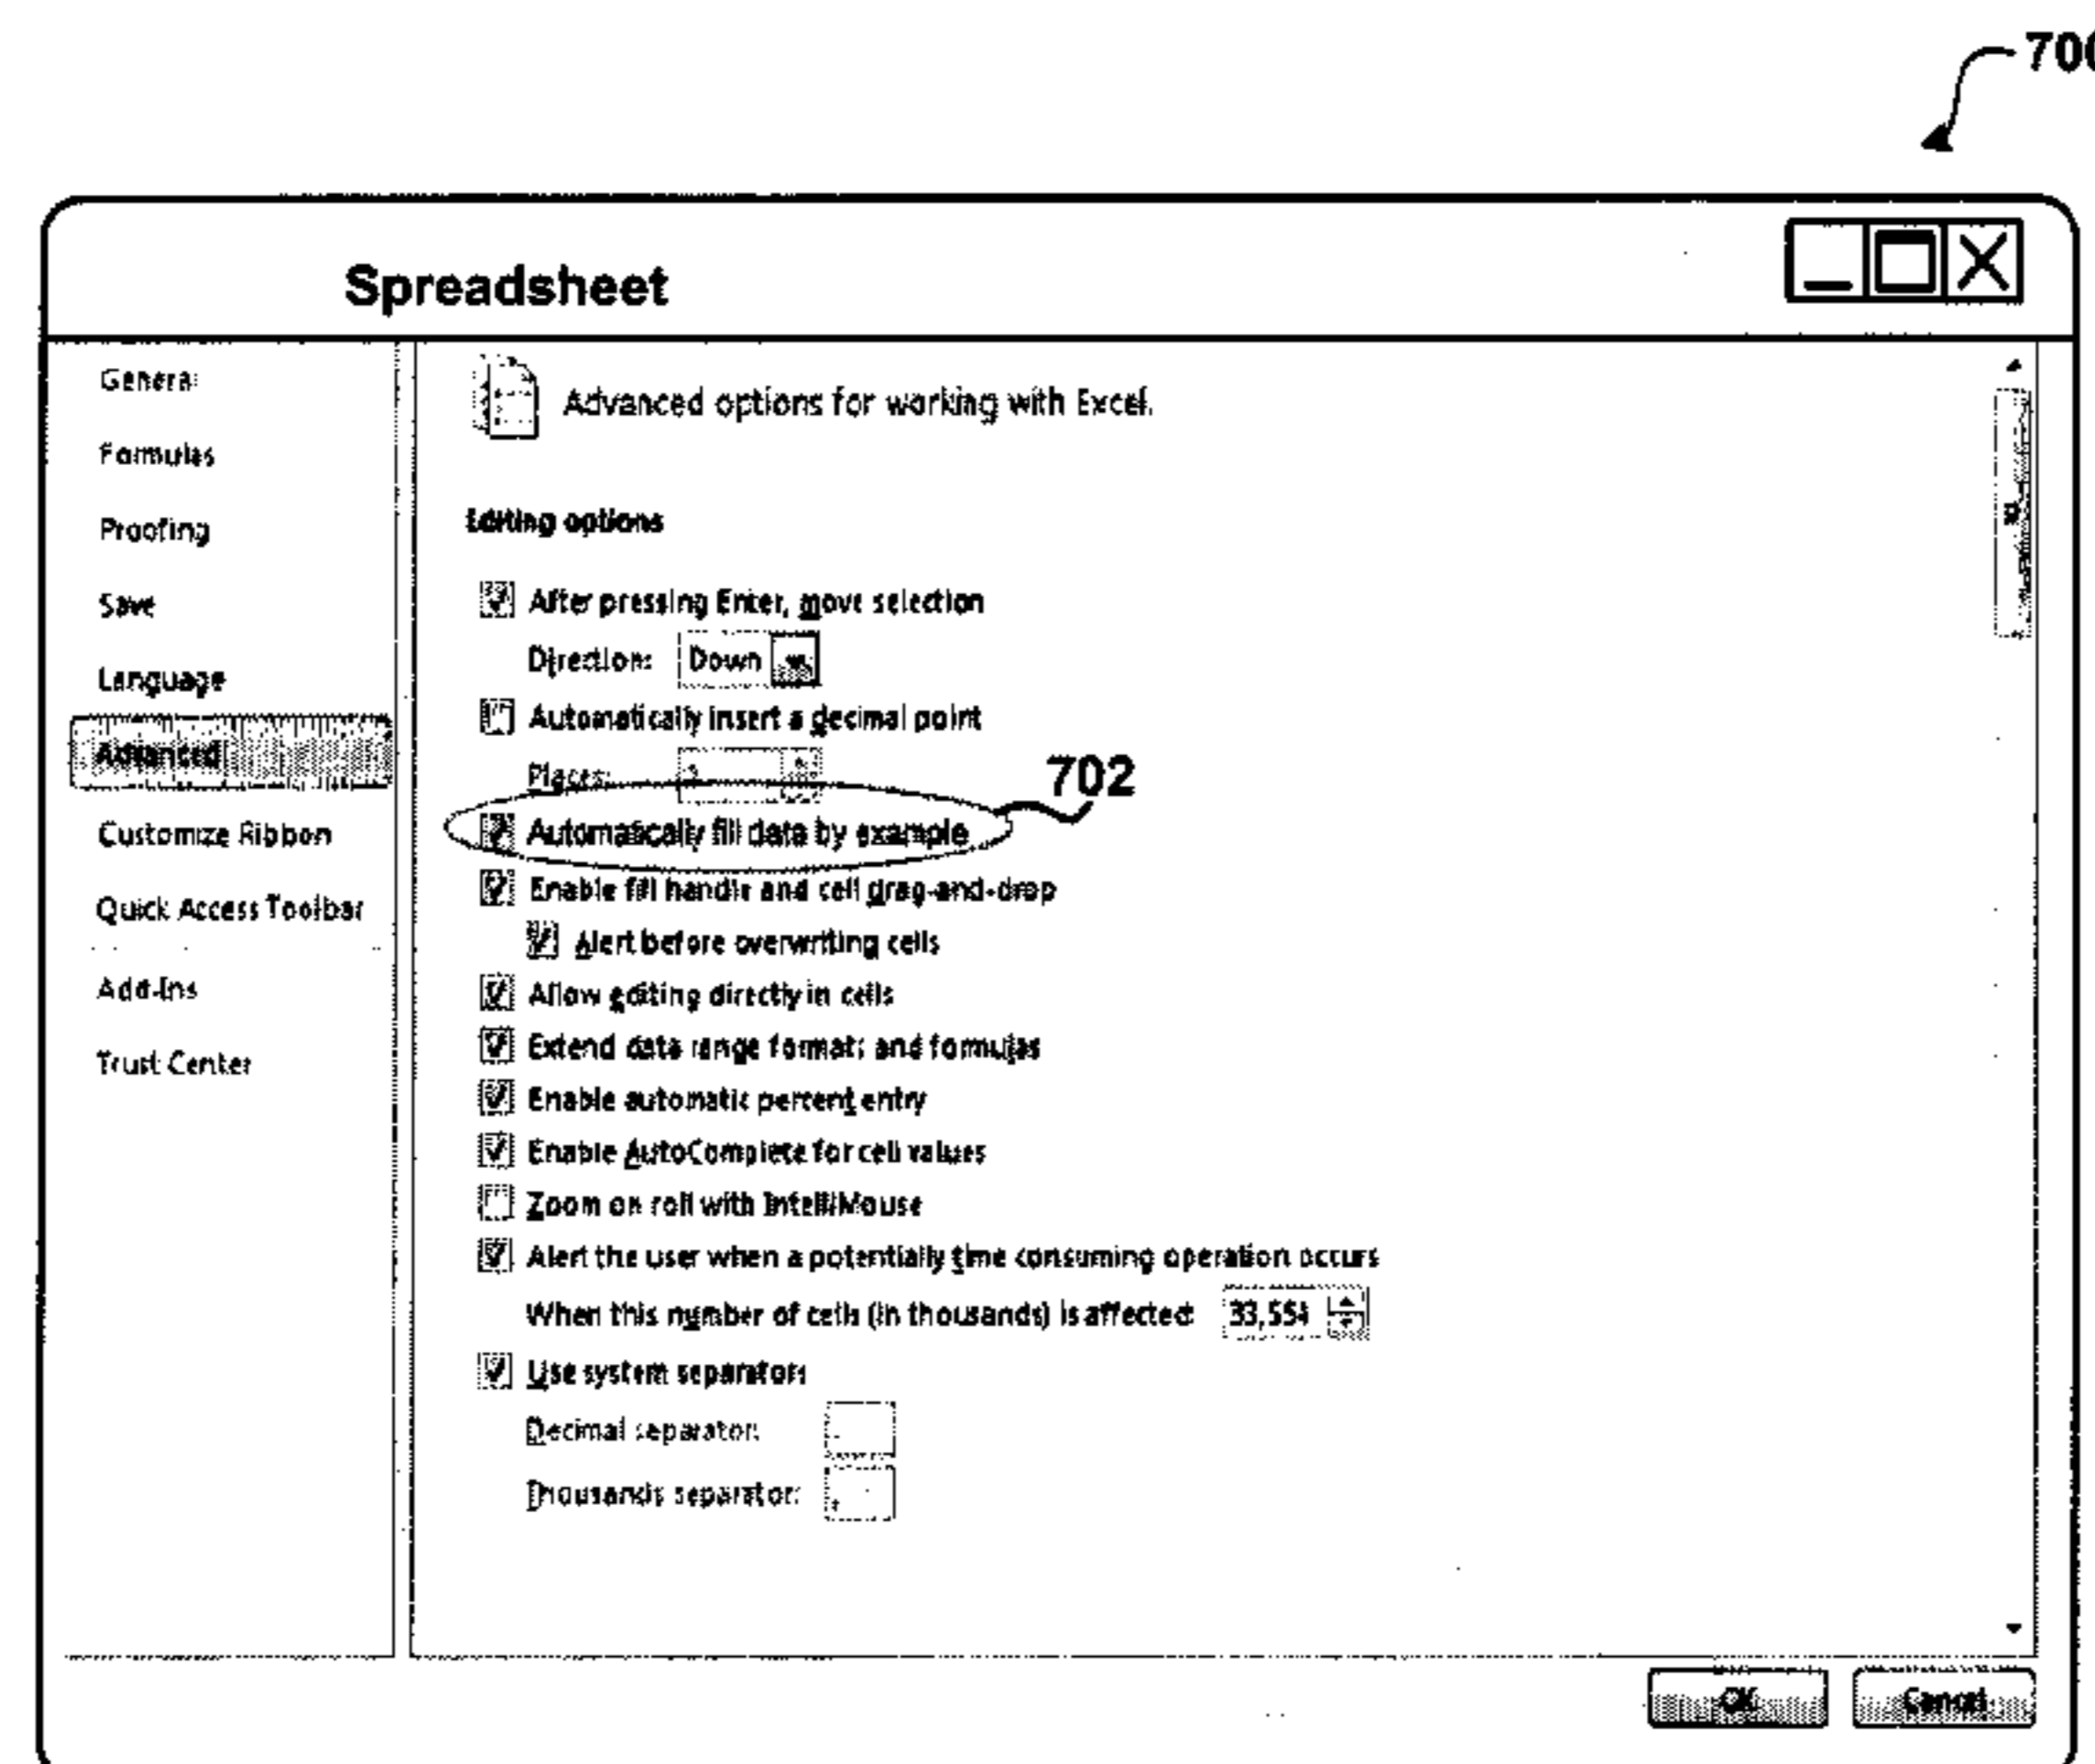 700
Spreadsheet
General
Formulas
Proofing
Save
Language
Advanced
Customize Ribbon
Quick Access Toolbar
Add-Ins
Trust Center
Advanced options for working with Excel.
Editing options
After pressing Enter, move selection
Direction: Down
Automatically insert a decimal point
Places:
702
Automatically fill data by example
Enable fill handle and cell drag-and-drop
Alert before overwriting cells
Allow editing directly in cells
Extend data range formats and formulas
Enable automatic percent entry
Enable AutoComplete for cell values
Zoom on roll with IntelliMouse
Alert the user when a potentially time consuming operation occurs
When this number of cells (in thousands) is affected: 33,554
Use system separators
Decimal separator: .
Thousands separator: ,
OK Cancel